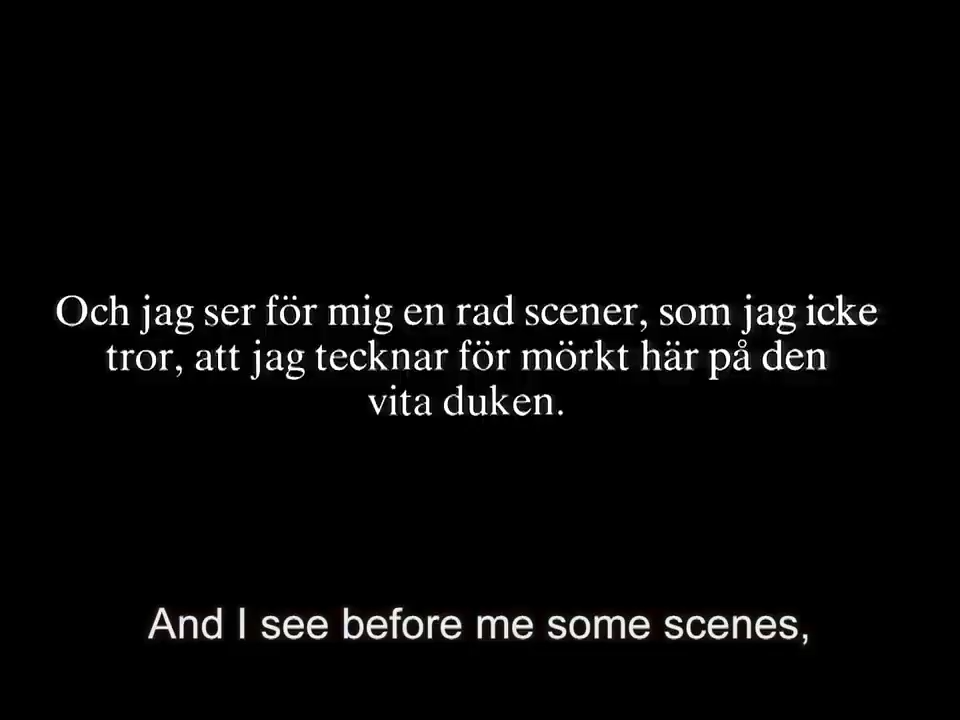 Och jag ser för mig en rad scener, som jag icke
tror, att jag tecknar för mörkt här på den
vita duken.
And I see before me some scenes,